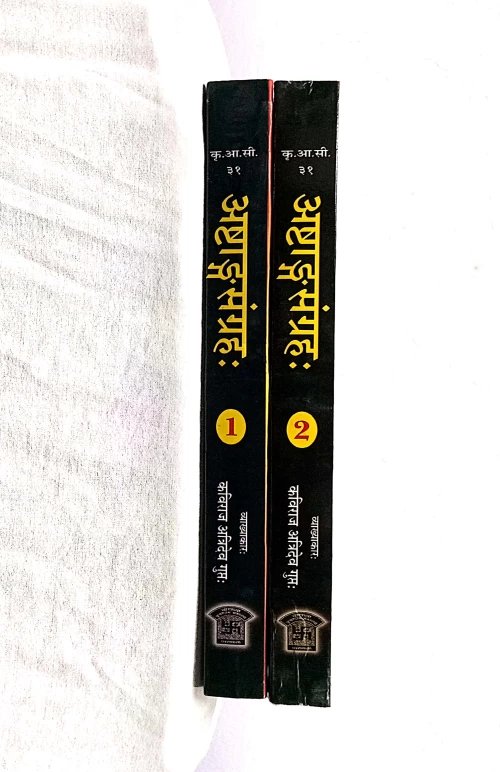 कृ.आ.सी.
३१
अष्टाङ्गसंग्रहः
1
व्याख्याकारः
कविराज अत्रिदेव गुप्तः
कृ.आ.सी.
३१
अष्टाङ्गसंग्रहः
2
व्याख्याकारः
कविराज अत्रिदेव गुप्तः